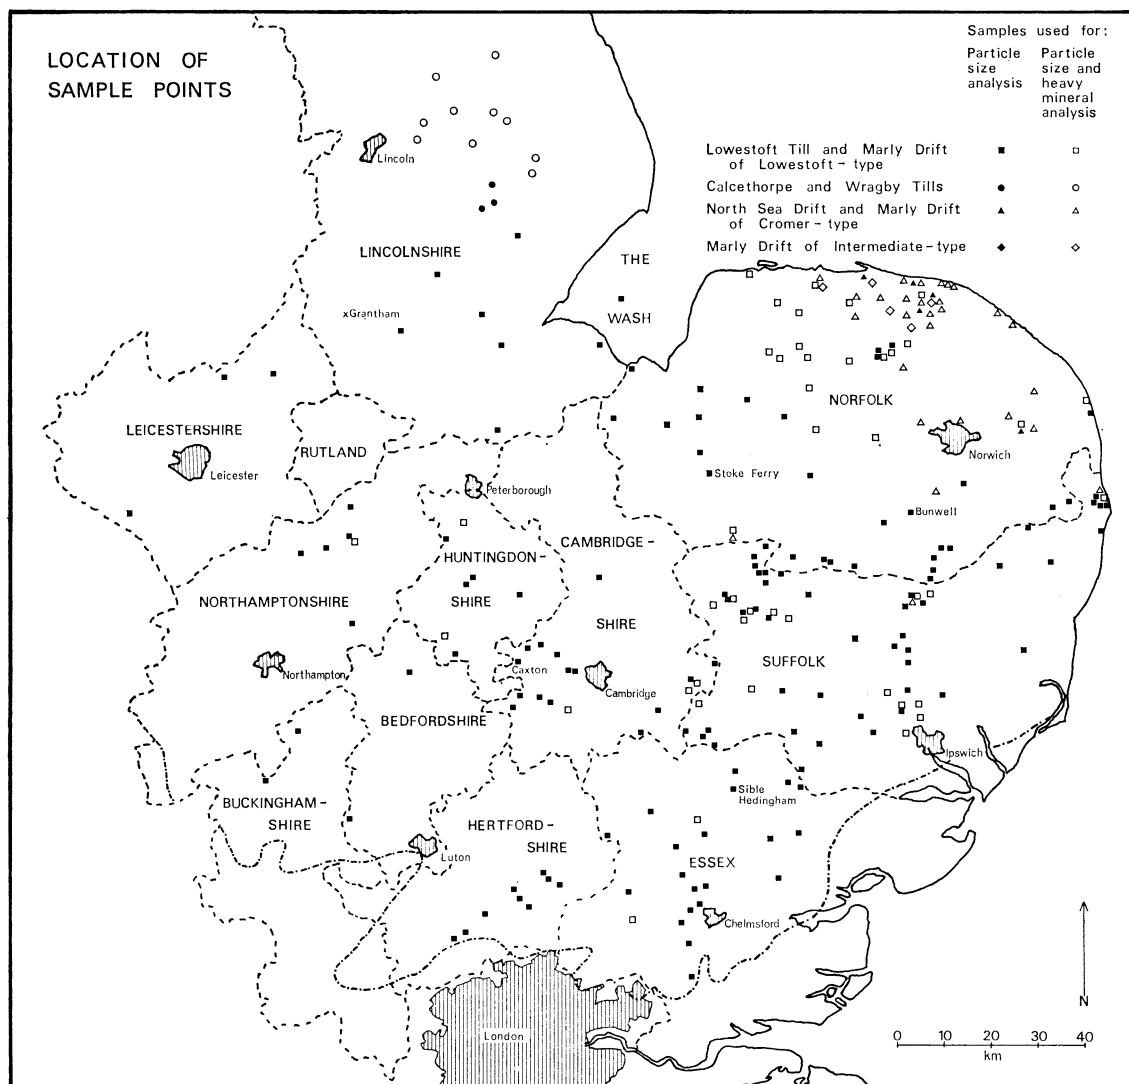 LOCATION OF
SAMPLE POINTS
Samples used for:
Particle
size
analysis
Particle
size and
heavy
mineral
analysis
Lowestoft Till and Marly Drift
of Lowestoft-type
Calcethorpe and Wragby Tills
North Sea Drift and Marly Drift
of Cromer-type
Marly Drift of Intermediate-type
Lincoln
LINCOLNSHIRE
THE
WASH
xGrantham
NORFOLK
LEICESTERSHIRE
RUTLAND
Leicester
Norwich
Stoke Ferry
Peterborough
Bunwell
HUNTINGDON-
SHIRE
CAMBRIDGE-
SHIRE
NORTHAMPTONSHIRE
Northampton
Caxton
Cambridge
SUFFOLK
BEDFORDSHIRE
Ipswich
Sible
Hedingham
BUCKINGHAM-
SHIRE
HERTFORD-
SHIRE
Luton
ESSEX
Chelmsford
London
N
0 10 20 30 40
km